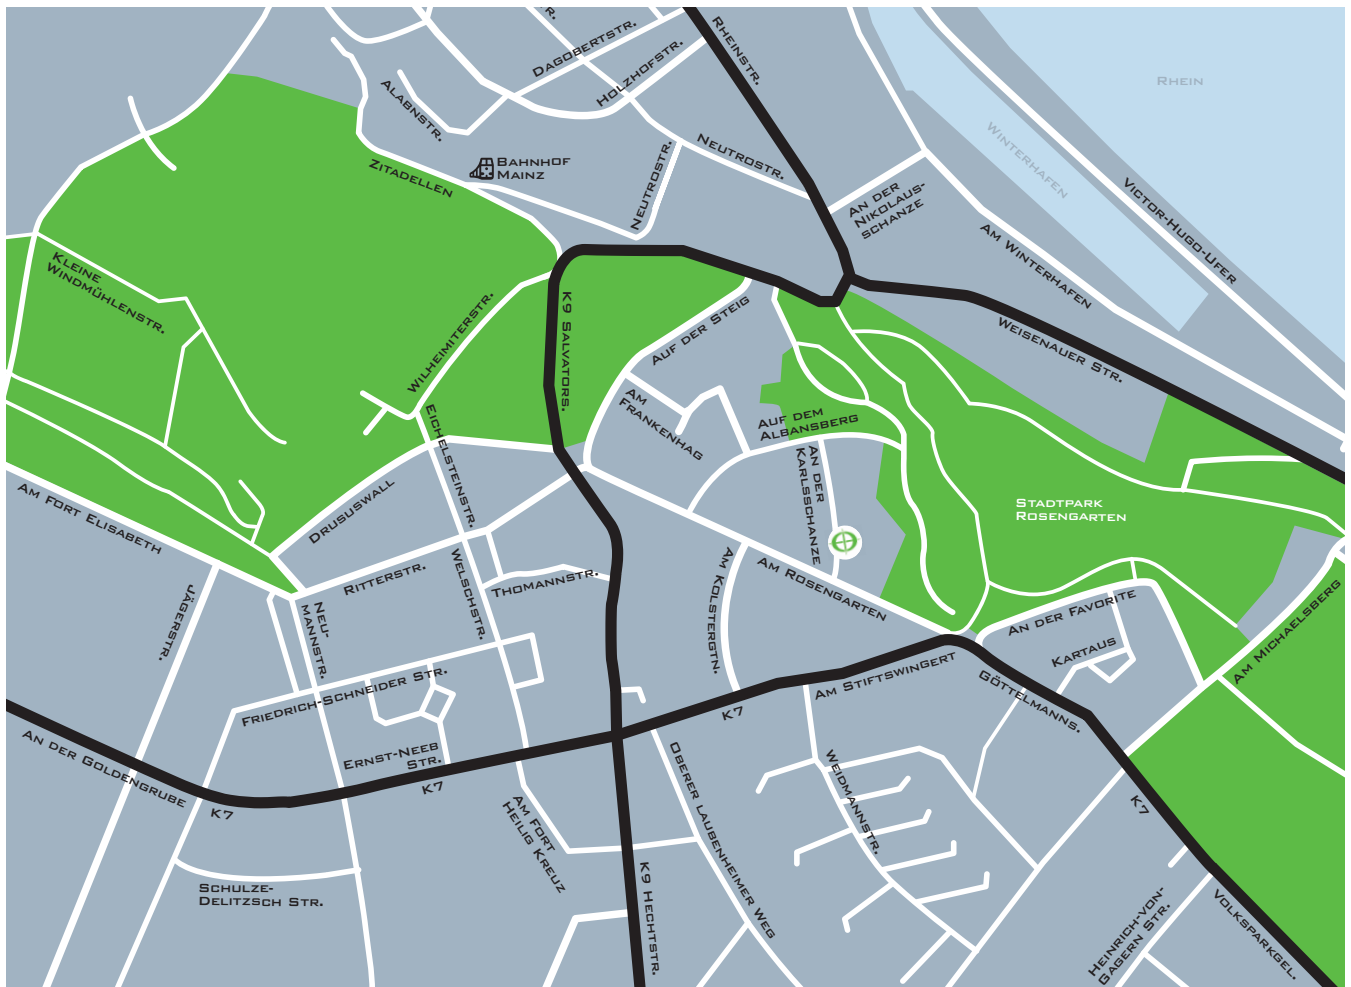 R.
Dagobertstr.
Holzhofstr.
Rheinstr.
Rhein
Alabnstr.
Winterhafen
Victor-Hugo-Ufer
Zitadellen
Bahnhof
Mainz
Neutrostr.
Neutrostr.
An der
Nikolaus-
schanze
Am Winterhafen
Kleine
Windmühlenstr.
Wilheimiterstr.
K9 Salvators.
Auf der Steig
Weisenauer Str.
Am
Frankenhag
Auf dem
Albansberg
Eichelsteinstr.
An der
Karlsschanze
Am Fort Elisabeth
Drususwall
Stadtpark
Rosengarten
Ritterstr.
Welschstr.
Thomannstr.
Am Kolstergtn.
Am Rosengarten
Jägerstr.
Neu-
mannstr.
An der Favorite
Kartaus
Am Michaelsberg
Friedrich-Schneider Str.
Am Stiftswingert
Göttelmanns.
K7
An der Goldengrube
K7
Ernst-Neeb
Str.
K7
Oberer Laubenheimer Weg
Weidmannstr.
K7
Am Fort
Heilig Kreuz
Schulze-
Delitzsch Str.
K9 Hechtstr.
Heinrich-von-
Gagern Str.
Volksparkgel.